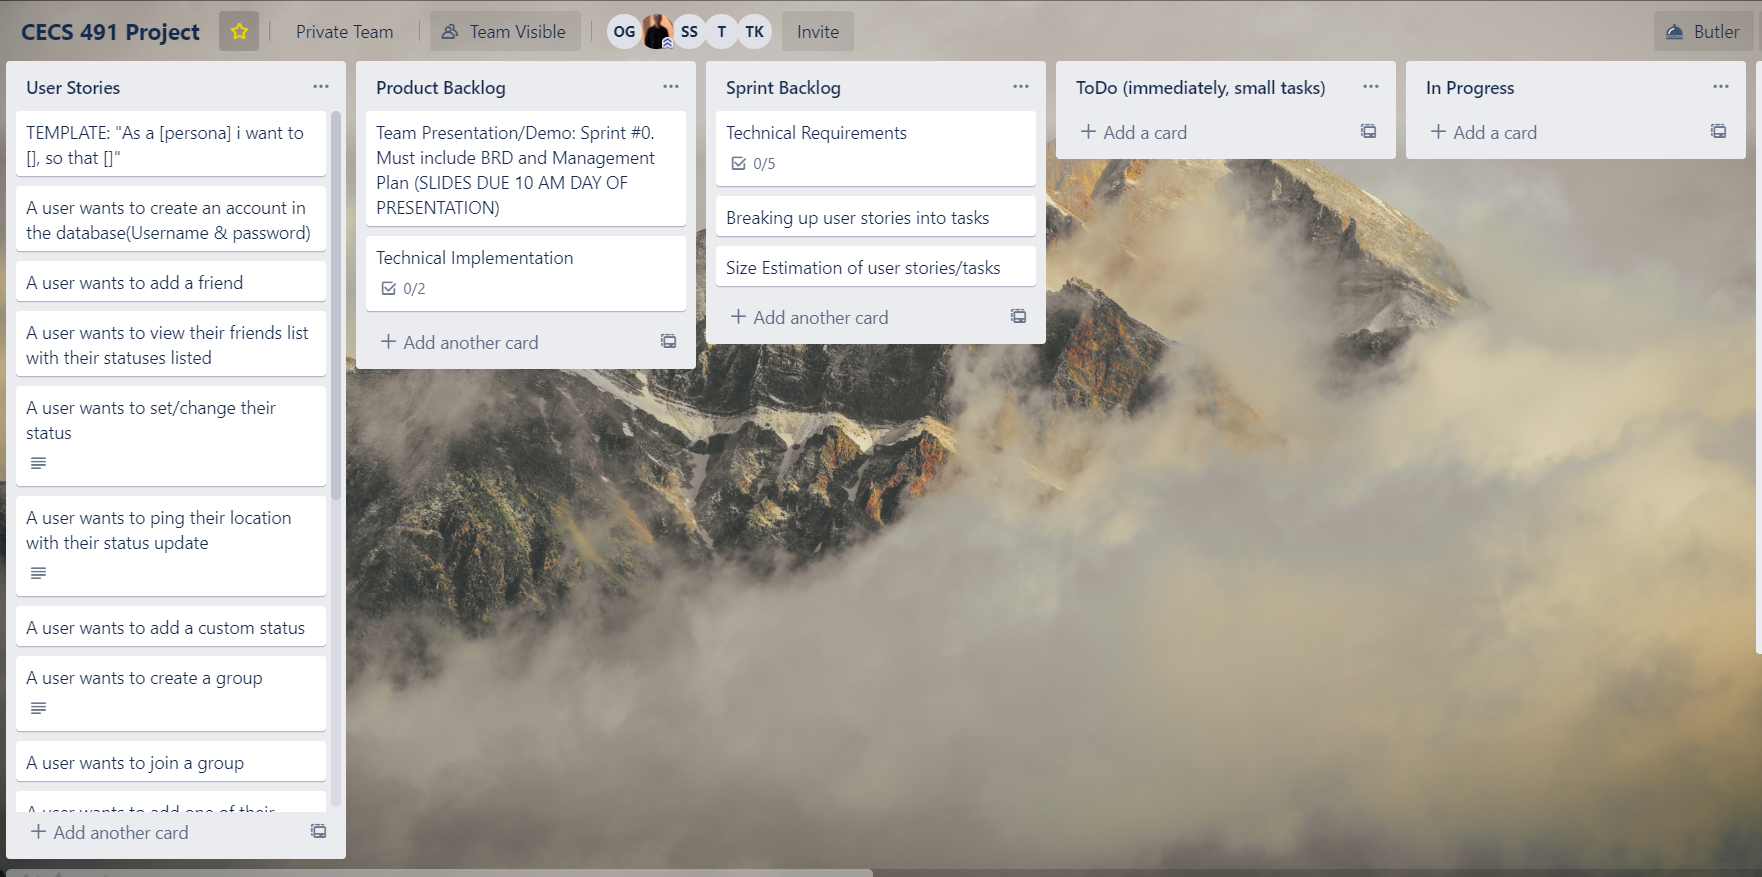 CECS 491 Project
Private Team
Team Visible
OG
SS
T
TK
Invite
Butler
User Stories
TEMPLATE: "As a [persona] i want to
[], so that []"
A user wants to create an account in
the database(Username & password)
A user wants to add a friend
A user wants to view their friends list
with their statuses listed
A user wants to set/change their
status
A user wants to ping their location
with their status update
A user wants to add a custom status
A user wants to create a group
A user wants to join a group
A user wants to add one of their
+ Add another card
Product Backlog
Team Presentation/Demo: Sprint #0.
Must include BRD and Management
Plan (SLIDES DUE 10 AM DAY OF
PRESENTATION)
Technical Implementation
0/2
+ Add another card
Sprint Backlog
Technical Requirements
0/5
Breaking up user stories into tasks
Size Estimation of user stories/tasks
+ Add another card
ToDo (immediately, small tasks)
+ Add a card
In Progress
+ Add a card